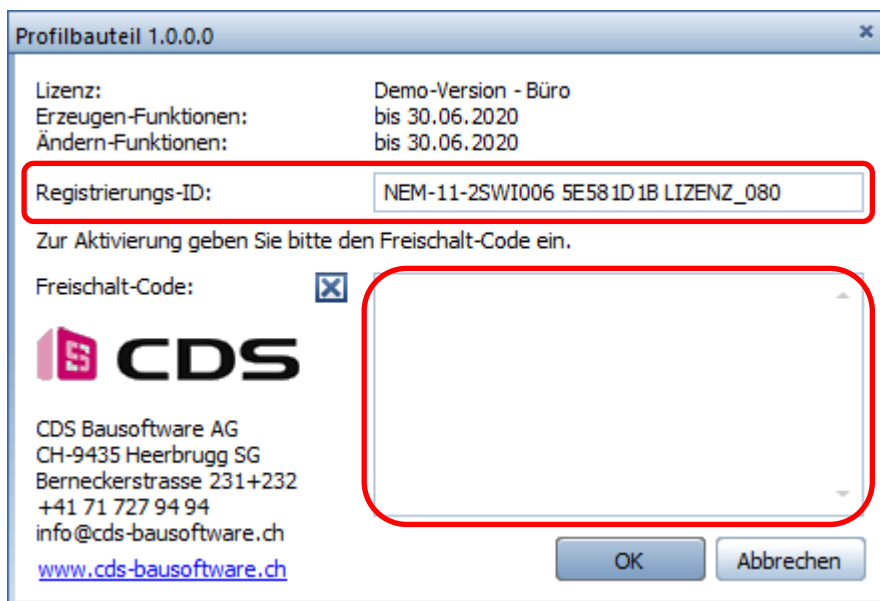 Profilbauteil 1.0.0.0
Lizenz: Demo-Version - Büro
Erzeugen-Funktionen: bis 30.06.2020
Ändern-Funktionen: bis 30.06.2020
Registrierungs-ID: NEM-11-2SWI006 5E581D1B LIZENZ_080
Zur Aktivierung geben Sie bitte den Freischalt-Code ein.
Freischalt-Code:
CDS
CDS Bausoftware AG
CH-9435 Heerbrugg SG
Berneckerstrasse 231+232
+41 71 727 94 94
info@cds-bausoftware.ch
www.cds-bausoftware.ch
OK Abbrechen